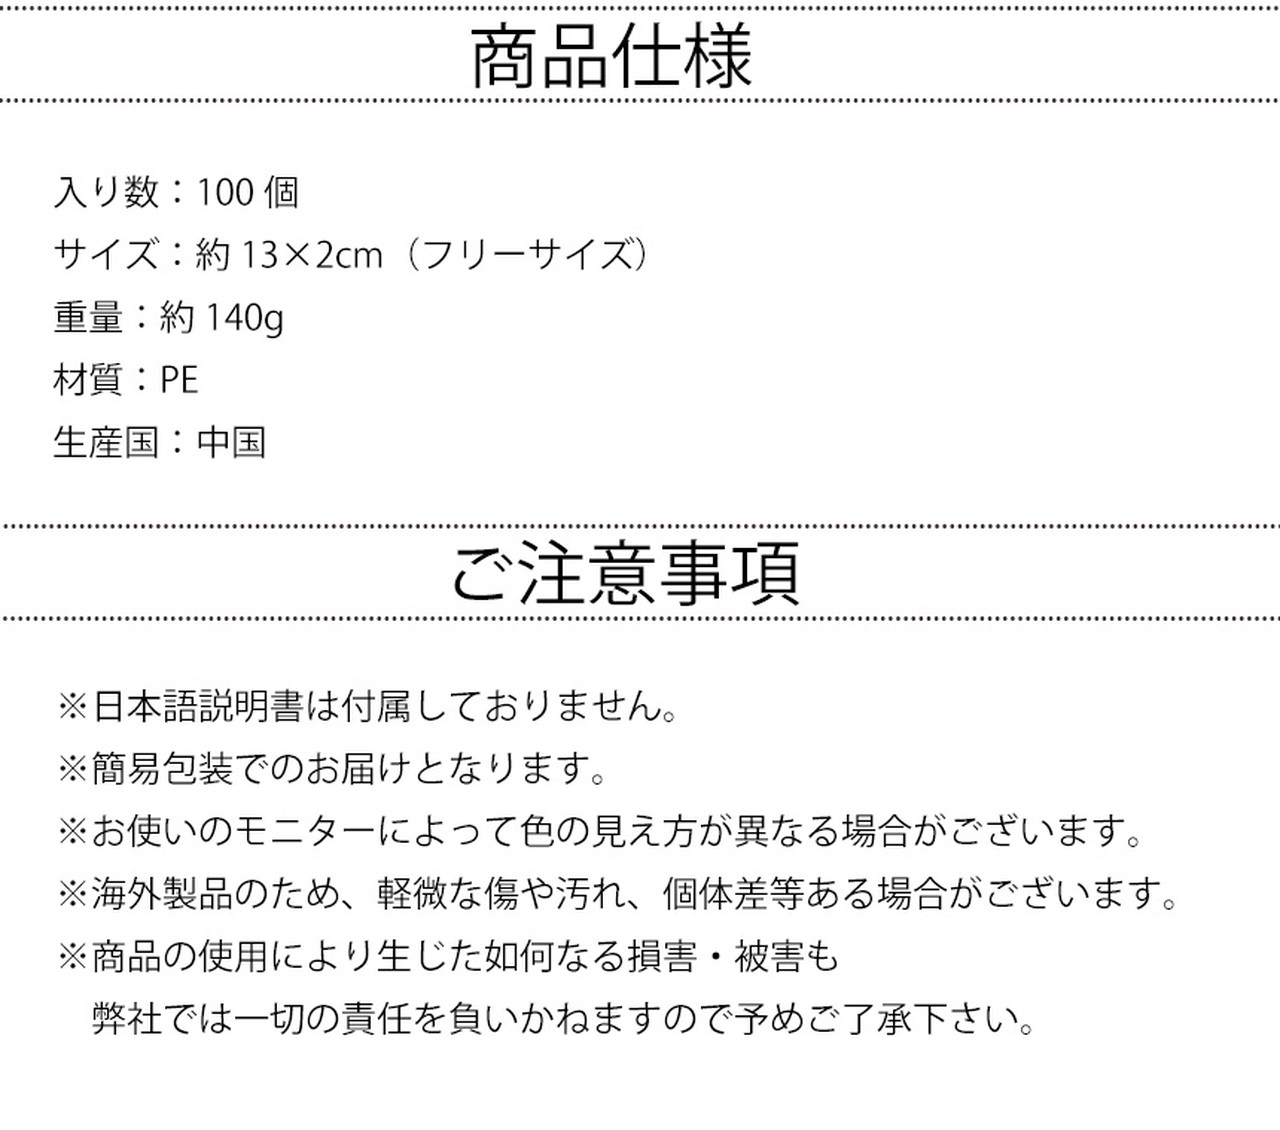 商品仕様
入り数：100 個
サイズ：約 13×2cm（フリーサイズ）
重量：約 140g
材質：PE
生産国：中国
ご注意事項
※日本語説明書は付属しておりません。
※簡易包装でのお届けとなります。
※お使いのモニターによって色の見え方が異なる場合がございます。
※海外製品のため、軽微な傷や汚れ、個体差等ある場合がございます。
※商品の使用により生じた如何なる損害・被害も
弊社では一切の責任を負いかねますので予めご了承下さい。